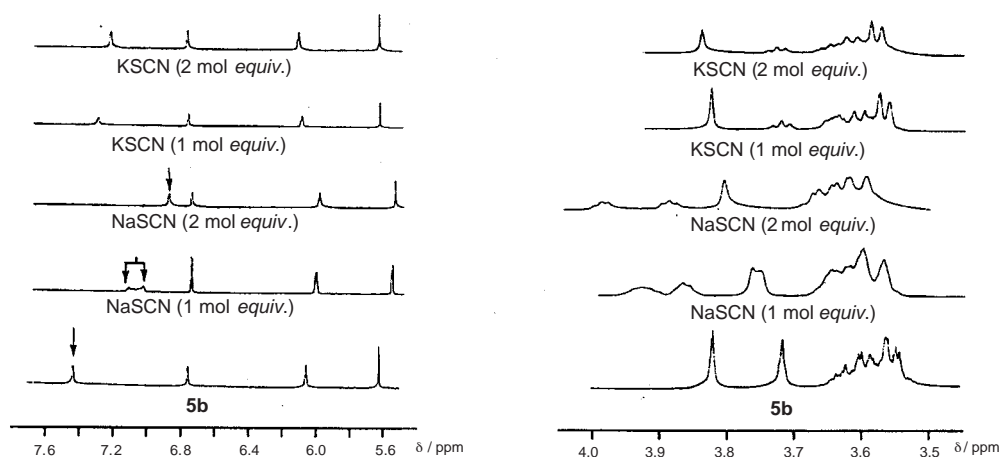 KSCN (2 mol equiv.)
KSCN (1 mol equiv.)
NaSCN (2 mol equiv.)
NaSCN (1 mol equiv.)
5b
7.6 7.2 6.8 6.4 6.0 5.6 δ / ppm
KSCN (2 mol equiv.)
KSCN (1 mol equiv.)
NaSCN (2 mol equiv.)
NaSCN (1 mol equiv.)
5b
4.0 3.9 3.8 3.7 3.6 3.5 δ / ppm